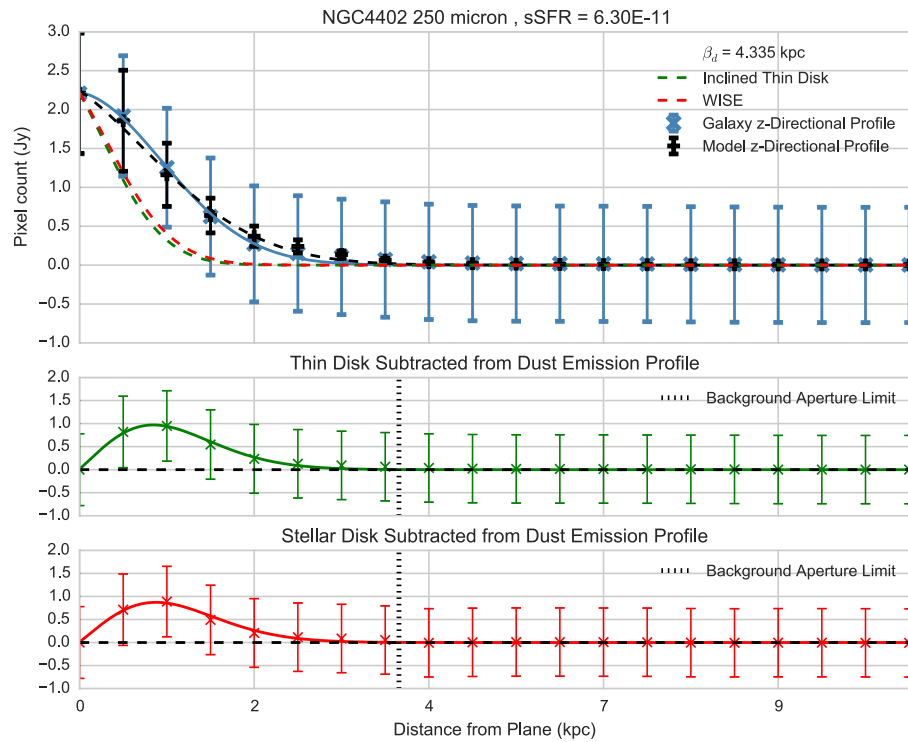 NGC4402 250 micron , sSFR = 6.30E-11
3.0
2.5
2.0
1.5
1.0
0.5
0.0
−0.5
−1.0
Pixel count (Jy)
β_d = 4.335 kpc
Inclined Thin Disk
WISE
Galaxy z-Directional Profile
Model z-Directional Profile
Thin Disk Subtracted from Dust Emission Profile
2.0
1.5
1.0
0.5
0.0
−0.5
−1.0
Background Aperture Limit
Stellar Disk Subtracted from Dust Emission Profile
2.0
1.5
1.0
0.5
0.0
−0.5
−1.0
Background Aperture Limit
0 2 4 7 9
Distance from Plane (kpc)